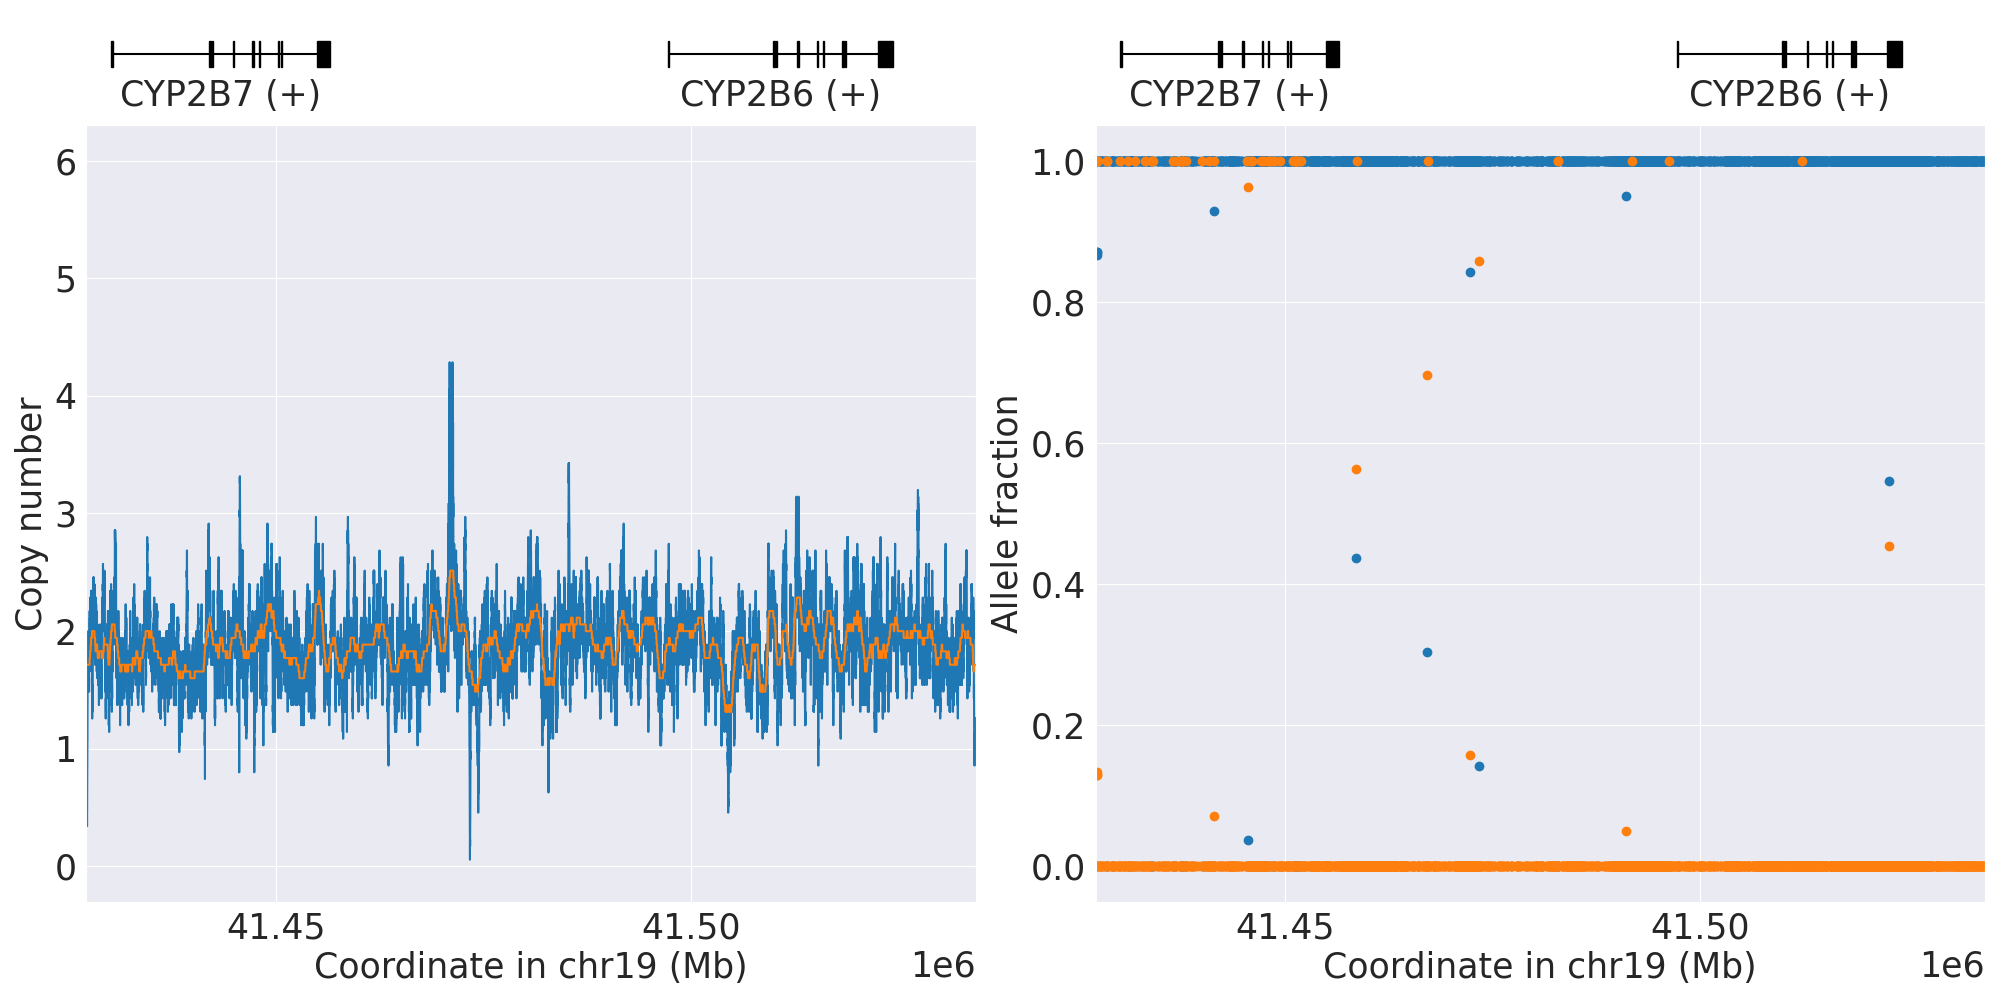 CYP2B7 (+)
CYP2B6 (+)
6
5
4
3
2
1
0
Copy number
41.45
41.50
Coordinate in chr19 (Mb)
1e6
CYP2B7 (+)
CYP2B6 (+)
1.0
0.8
0.6
0.4
0.2
0.0
Allele fraction
41.45
41.50
Coordinate in chr19 (Mb)
1e6